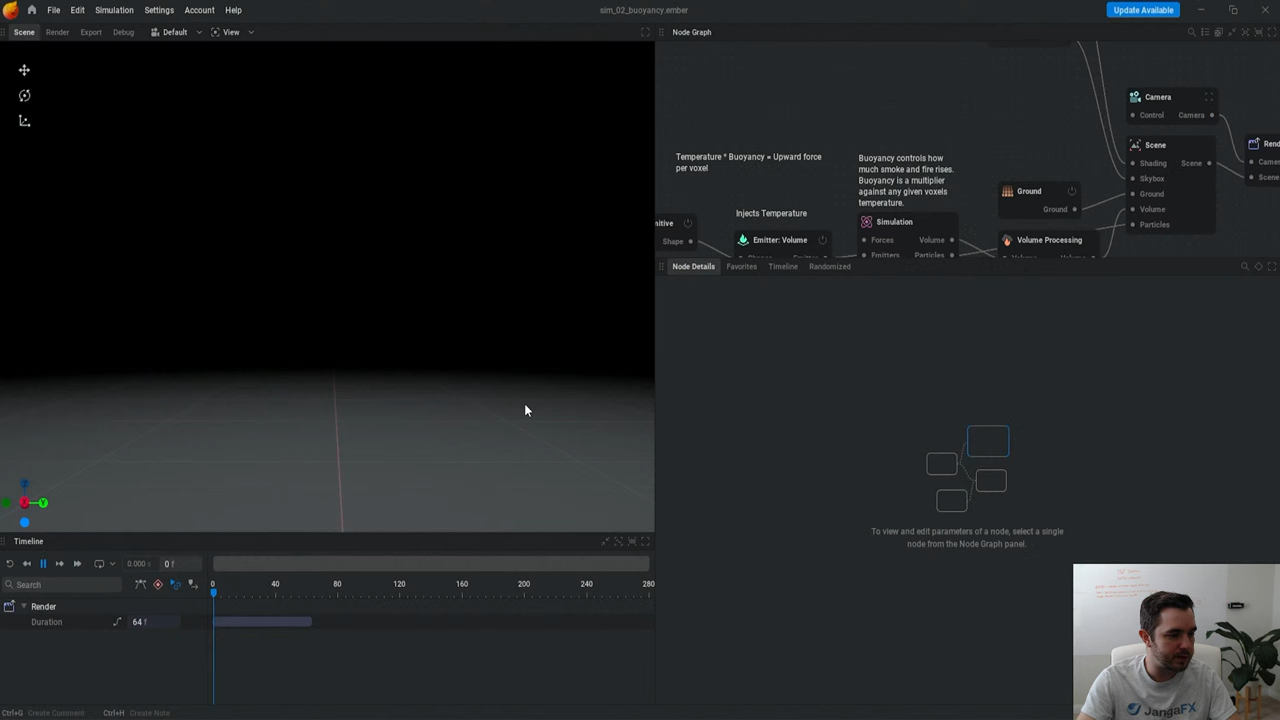 File Edit Simulation Settings Account Help
sim_02_buoyancy.ember
Update Available
Scene Render Export Debug Default View
Node Graph
Camera
Control Camera
Scene
Shading Scene
Skybox
Ground
Volume
Particles
Rend
Camera
Scene
Temperature * Buoyancy = Upward force
per voxel
Buoyancy controls how
much smoke and fire rises.
Buoyancy is a multiplier
against any given voxels
temperature.
Ground
Ground
Injects Temperature
Shape
Emitter: Volume
Simulation
Forces Volume
Emitters Particles
Volume Processing
Node Details Favorites Timeline Randomized
To view and edit parameters of a node, select a single
node from the Node Graph panel.
Timeline
0.000 s 0 f
Search
0 40 80 120 160 200 240 280
Render
Duration 64 f
Ctrl+G Create Comment Ctrl+H Create Note
JangaFX